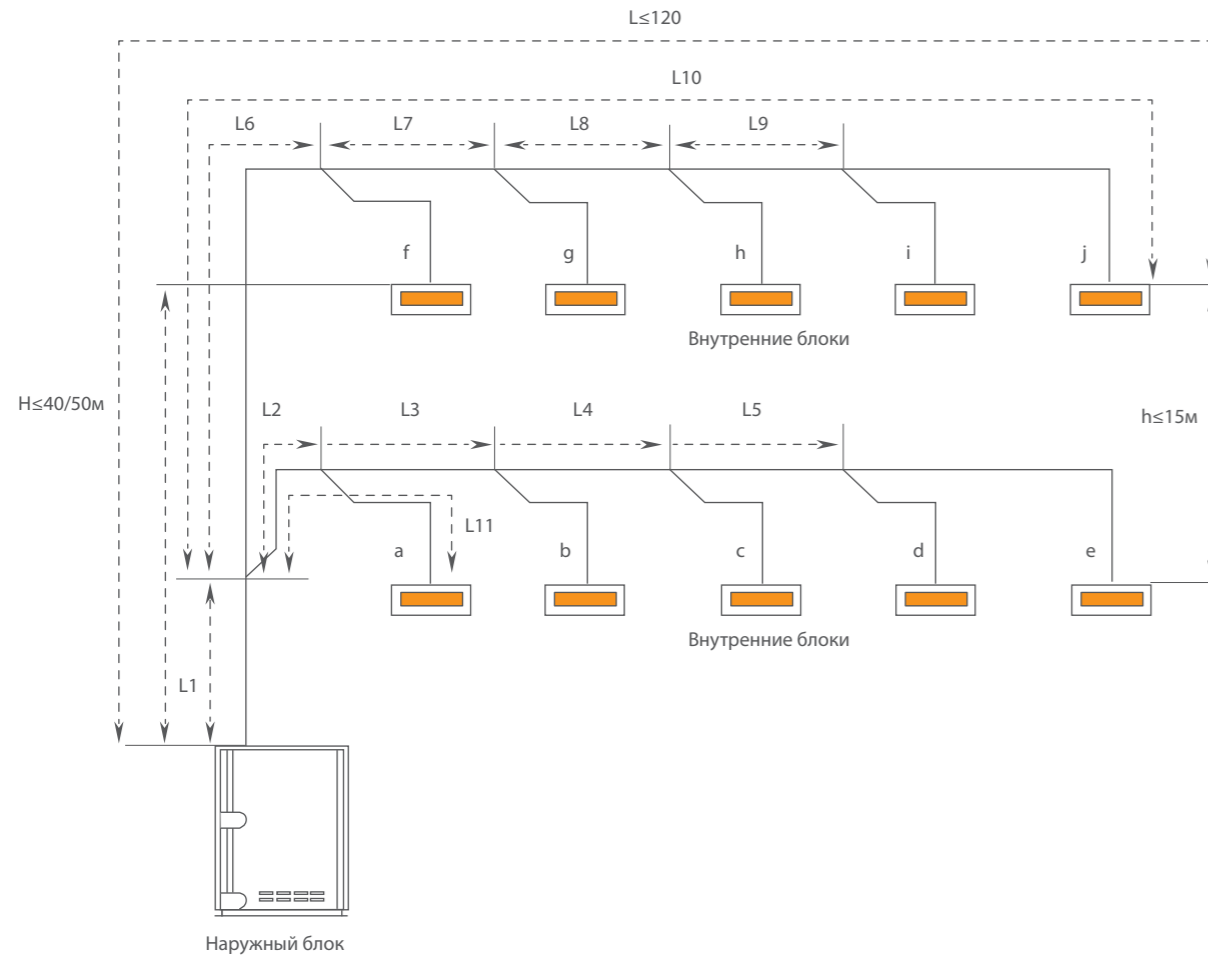 L≤120
L10
L6
L7
L8
L9
f
g
h
i
j
Внутренние блоки
H≤40/50м
h≤15м
L2
L3
L4
L5
L11
a
b
c
d
e
Внутренние блоки
L1
Наружный блок